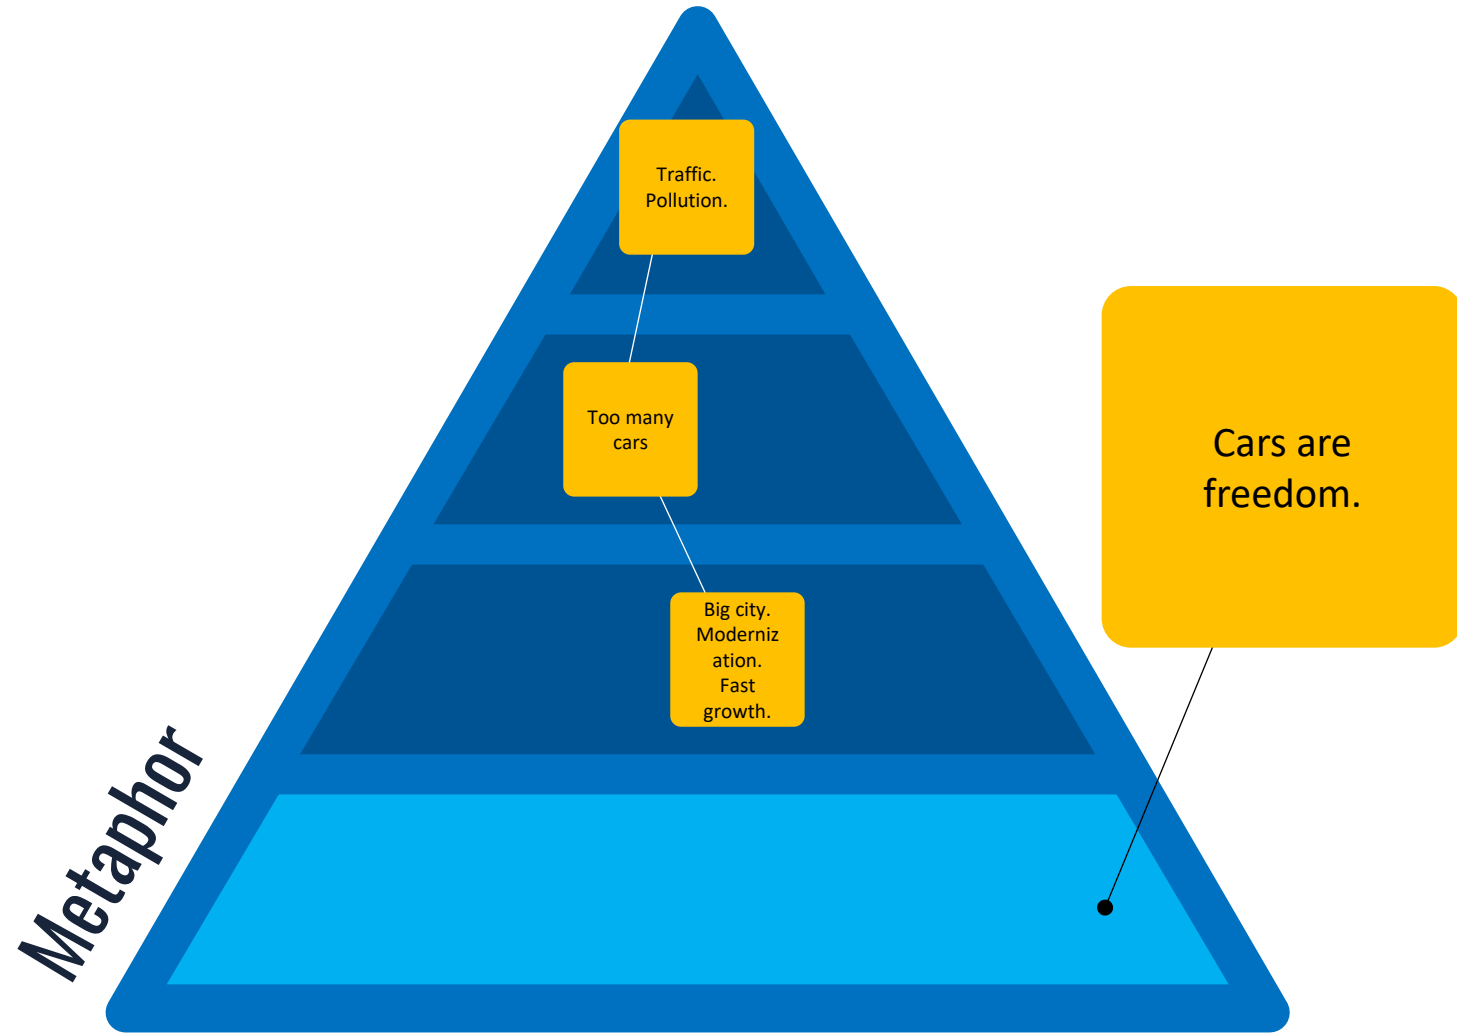 Traffic.
Pollution.
Too many
cars
Cars are
freedom.
Big city.
Moderniz
ation.
Fast
growth.
Metaphor